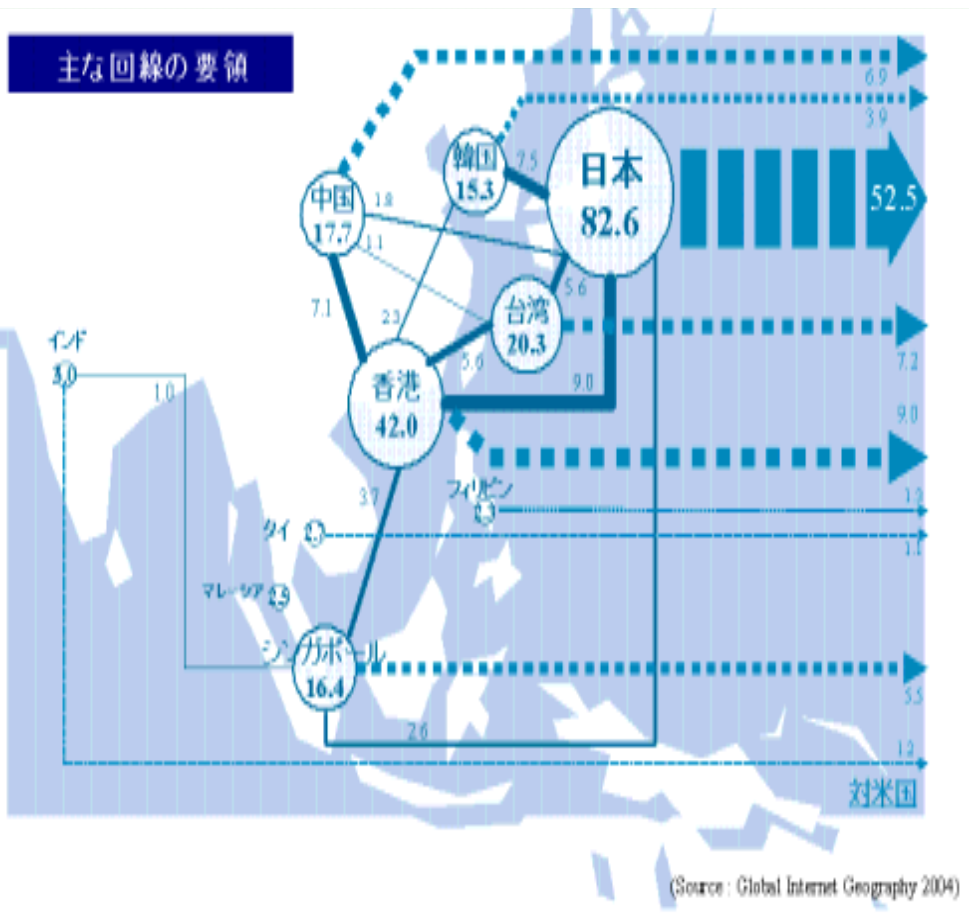 主な回線の要領
6.9
3.9
韓国
15.3
7.5
日本
82.6
52.5
中国
17.7
1.8
1.1
7.1
2.3
台湾
20.3
5.6
5.6
7.2
インド
3.0
1.0
香港
42.0
9.0
9.0
3.7
フィリピン
タイ
1.1
マレーシア
2.5
シンガポール
16.4
5.5
2.6
1.2
対米国
(Source : Global Internet Geography 2004)